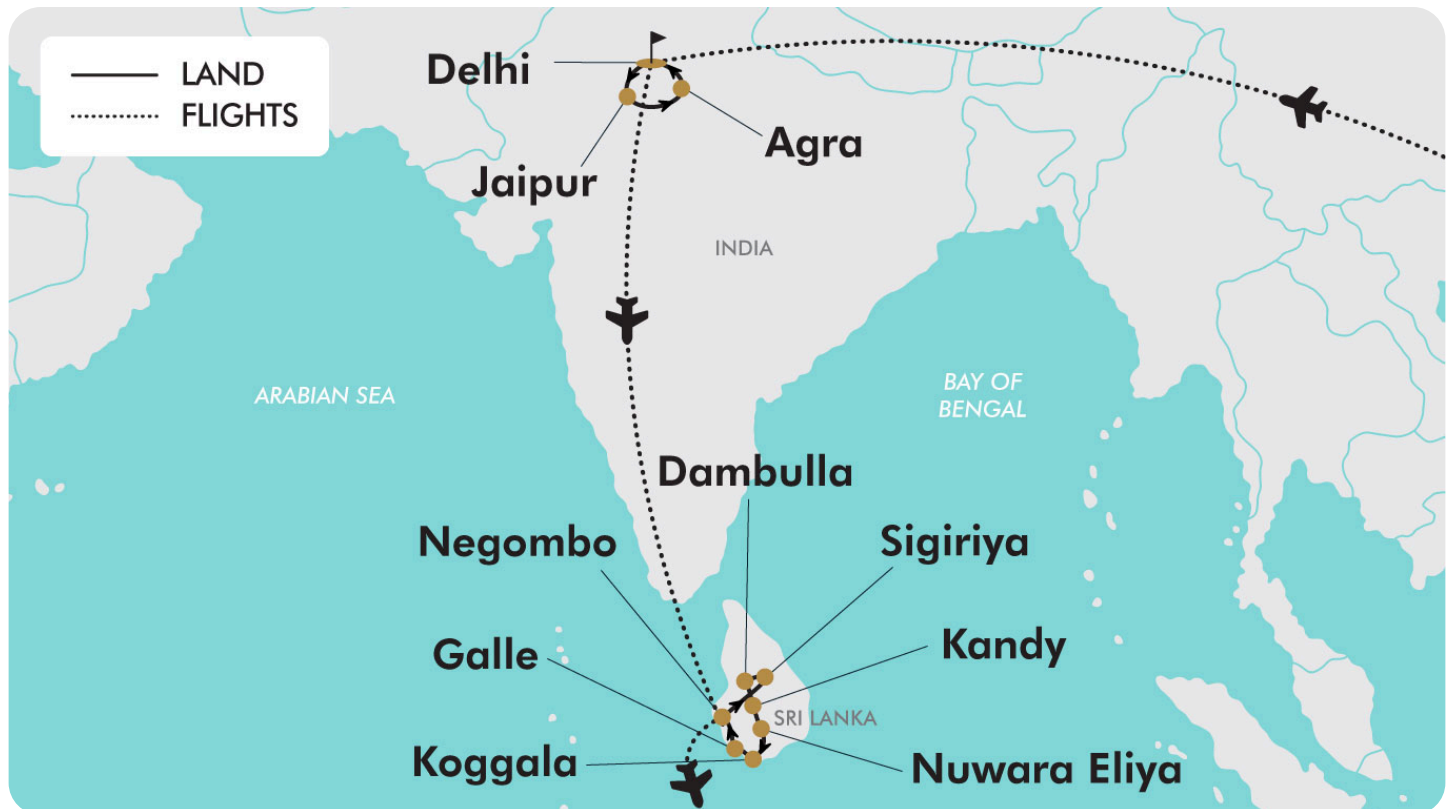 LAND
FLIGHTS
Delhi
Agra
Jaipur
INDIA
ARABIAN SEA
BAY OF
BENGAL
Dambulla
Negombo
Sigiriya
Galle
Kandy
SRI LANKA
Koggala
Nuwara Eliya